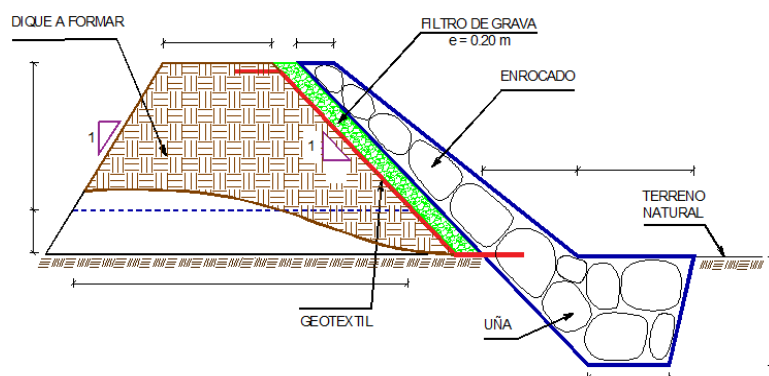 DIQUE A FORMAR
FILTRO DE GRAVA
e = 0.20 m
ENROCADO
1
1
TERRENO
NATURAL
GEOTEXTIL
UÑA